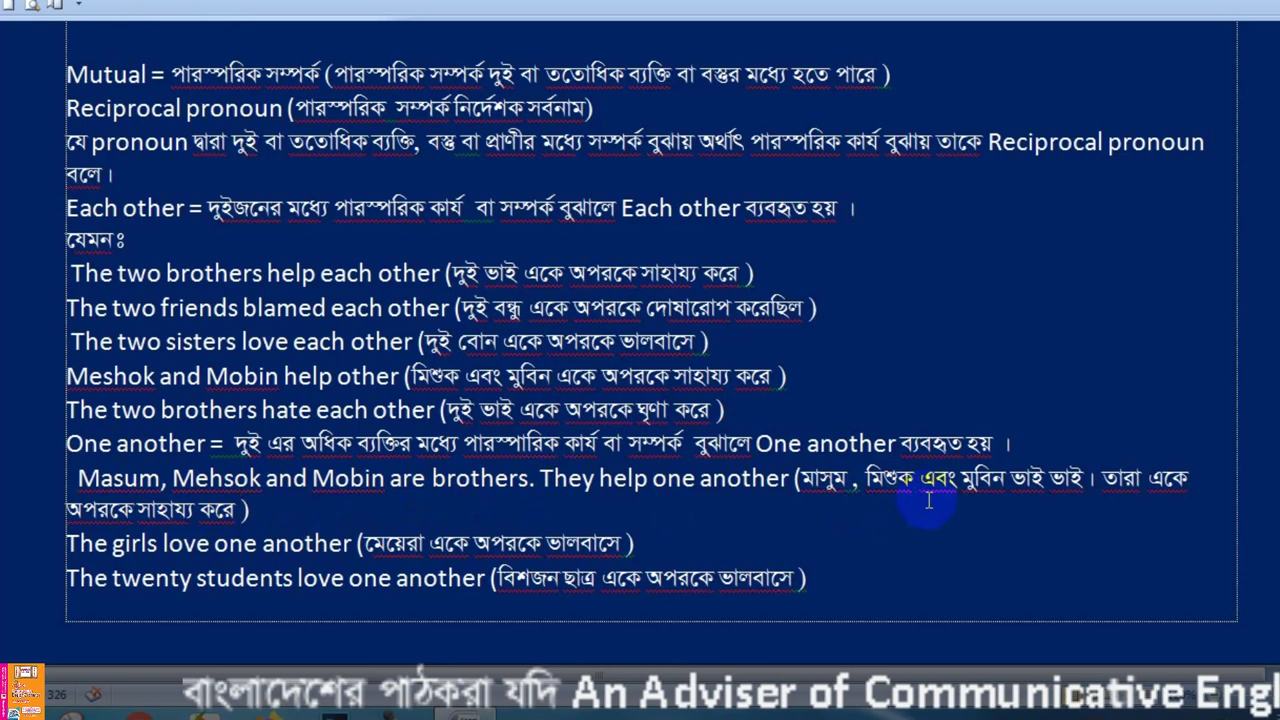 Mutual = পারস্পরিক সম্পর্ক (পারস্পরিক সম্পর্ক দুই বা ততোধিক ব্যক্তি বা বস্তুর মধ্যে হতে পারে )
Reciprocal pronoun (পারস্পরিক সম্পর্ক নির্দেশক সর্বনাম)
যে pronoun দ্বারা দুই বা ততোধিক ব্যক্তি, বস্তু বা প্রাণীর মধ্যে সম্পর্ক বুঝায় অর্থাৎ পারস্পরিক কার্য বুঝায় তাকে Reciprocal pronoun
বলে।
Each other = দুইজনের মধ্যে পারস্পরিক কার্য বা সম্পর্ক বুঝালে Each other ব্যবহৃত হয় ।
যেমনঃ
The two brothers help each other (দুই ভাই একে অপরকে সাহায্য করে )
The two friends blamed each other (দুই বন্ধু একে অপরকে দোষারোপ করেছিল )
The two sisters love each other (দুই বোন একে অপরকে ভালবাসে )
Meshok and Mobin help other (মিশুক এবং মুবিন একে অপরকে সাহায্য করে )
The two brothers hate each other (দুই ভাই একে অপরকে ঘৃণা করে )
One another = দুই এর অধিক ব্যক্তির মধ্যে পারস্পারিক কার্য বা সম্পর্ক বুঝালে One another ব্যবহৃত হয় ।
Masum, Mehsok and Mobin are brothers. They help one another (মাসুম , মিশুক এবং মুবিন ভাই ভাই। তারা একে
অপরকে সাহায্য করে )
The girls love one another (মেয়েরা একে অপরকে ভালবাসে )
The twenty students love one another (বিশজন ছাত্র একে অপরকে ভালবাসে )
326
বাংলাদেশের পাঠকরা যদি An Adviser of Communicative Engl